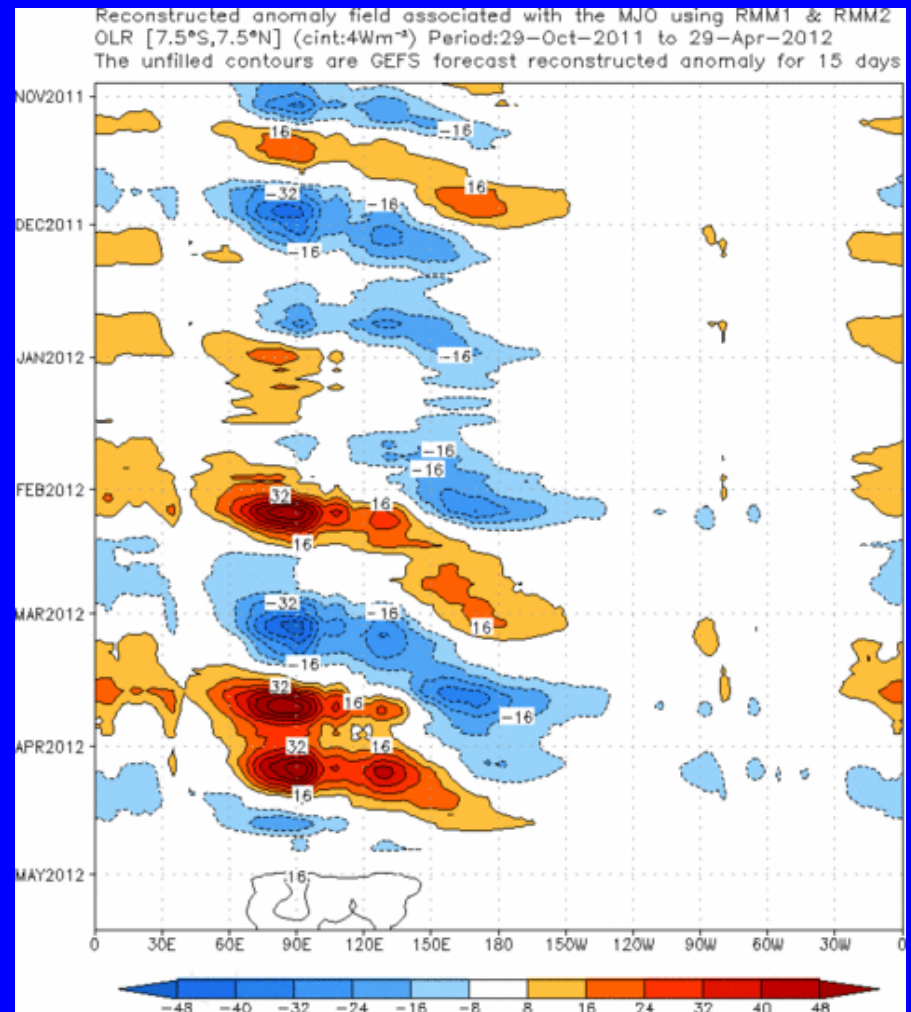 Reconstructed anomaly field associated with the MJO using RMM1 & RMM2
OLR [7.5°S,7.5°N] (cint:4Wm⁻²) Period:29-Oct-2011 to 29-Apr-2012
The unfilled contours are GEFS forecast reconstructed anomaly for 15 days
NOV2011
-16
16
-32
-16
16
DEC2011
-16
JAN2012
-16
-16
-16
FEB2012
32
16
16
-32
-16
MAR2012
16
-16
32
16
-16
APR2012
32
16
16
MAY2012
16
0 30E 60E 90E 120E 150E 180 150W 120W 90W 60W 30W 0
-48 -40 -32 -24 -16 -8 8 16 24 32 40 48